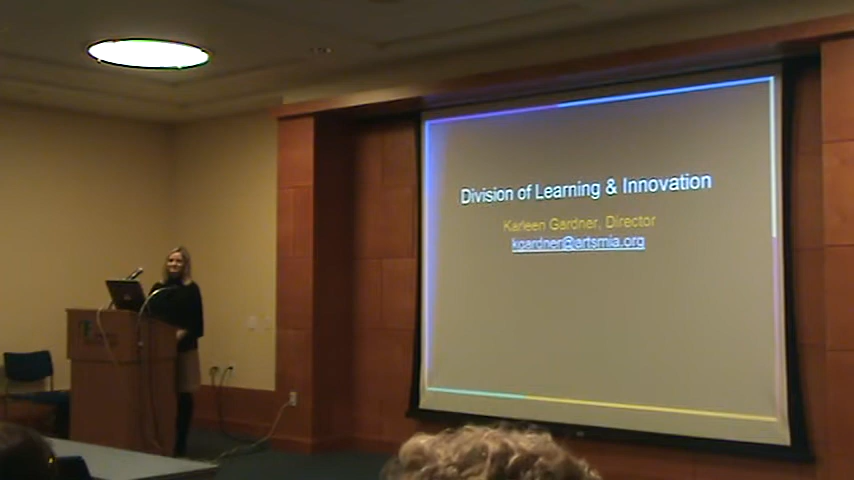 Division of Learning & Innovation
Karleen Gardner, Director
kgardner@artsmia.org